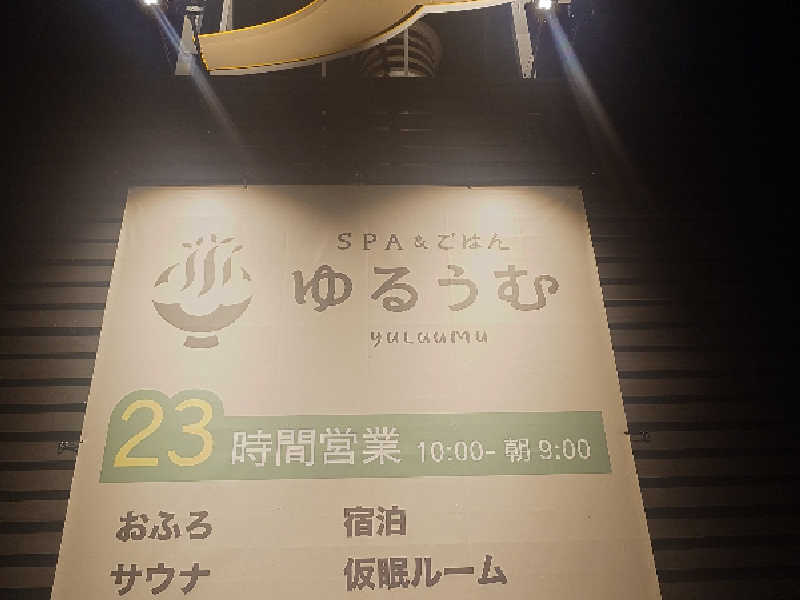 SPA&ごはん
ゆるうむ
yuLuuMu
23時間営業 10:00-朝9:00
おふろ 宿泊
サウナ 仮眠ルーム